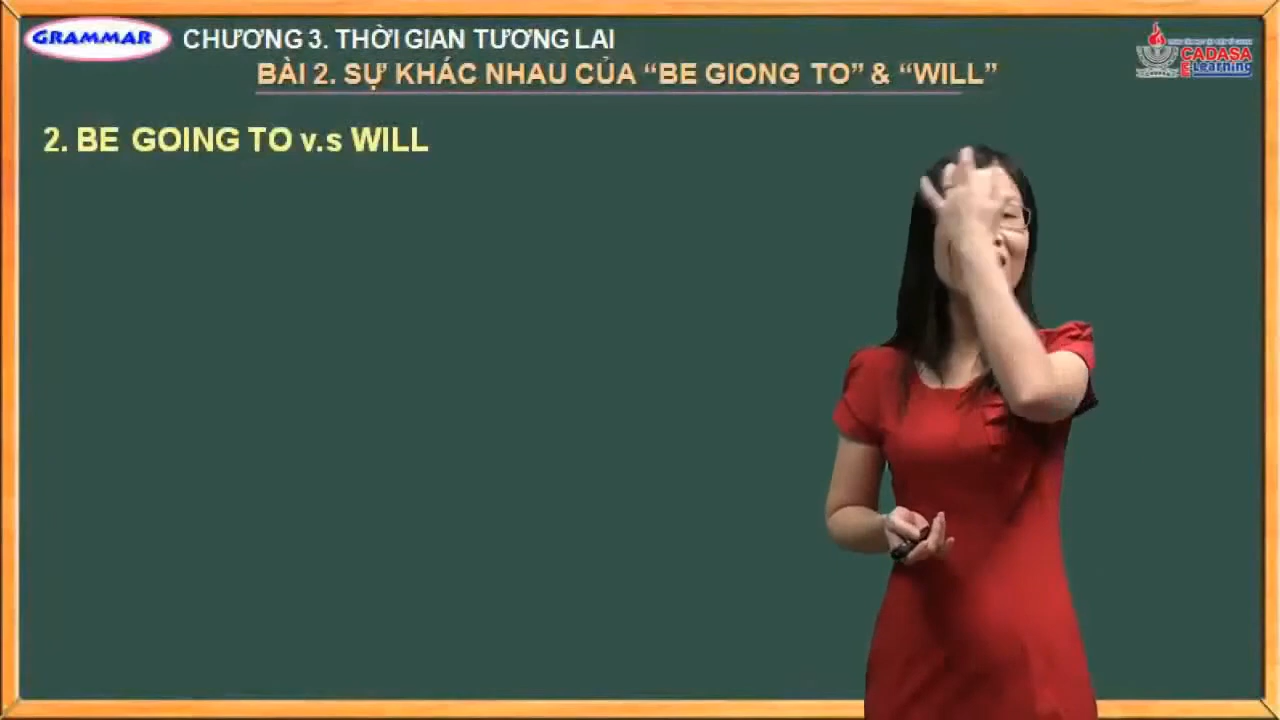 GRAMMAR
CHƯƠNG 3. THỜI GIAN TƯƠNG LAI
BÀI 2. SỰ KHÁC NHAU CỦA “BE GIONG TO” & “WILL”
CADASA
E Learning
2. BE GOING TO v.s WILL